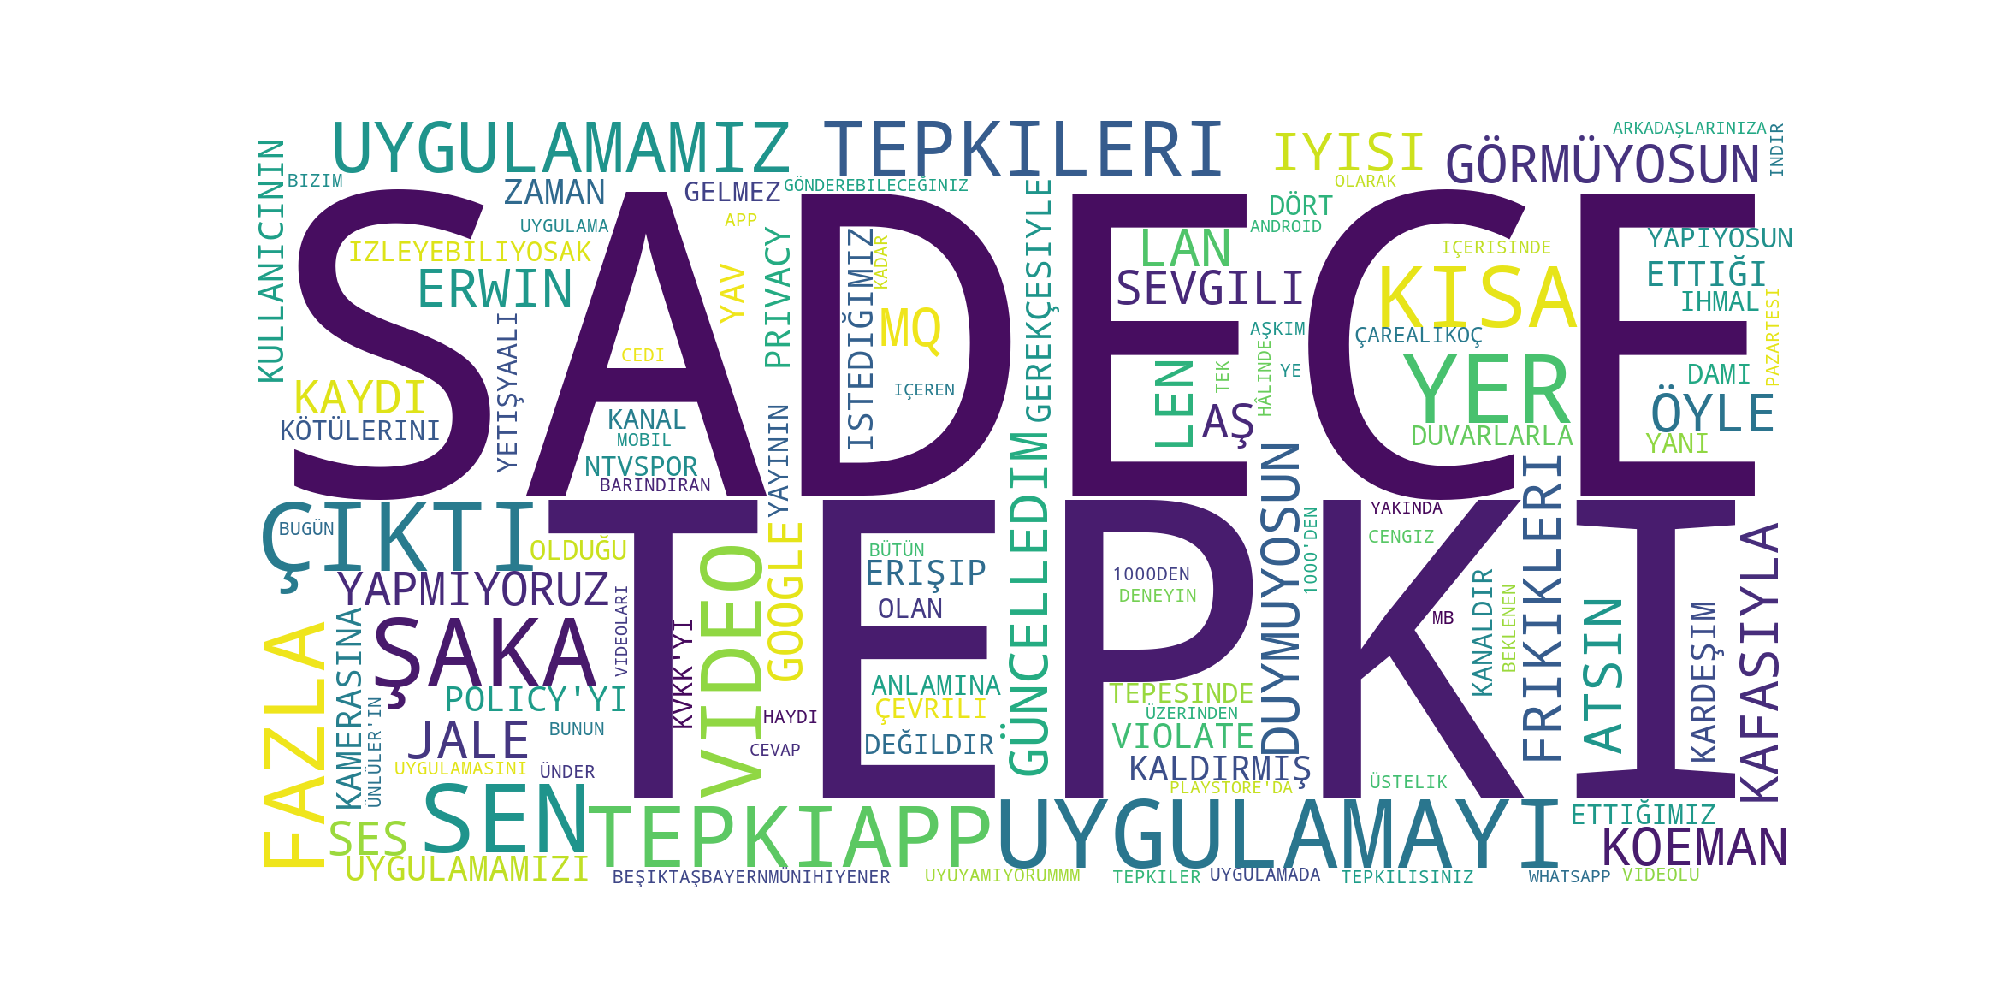 SADECE
TEPKI
UYGULAMAMIZ
TEPKILERI
IYISI
ARKADAŞLARINIZA
INDIR
GÖRMÜYOSUN
OLARAK
KULLANICININ
BIZIM
ZAMAN
GELMEZ
GÖNDEREBILECEĞINIZ
UYGULAMA
APP
DÖRT
ANDROID
IZLEYEBILIYOSAK
ERWIN
YAV
PRIVACY
ISTEDIĞIMIZ
KADAR
MQ
GEREKÇESIYLE
LAN
SEVGILI
IÇERISINDE
KISA
YAPIYOSUN
ETTIĞI
IHMAL
PAZARTESI
AŞKIM
ÇAREALIKOÇ
YETIŞYAALI
CEDI
KAYDI
KÖTÜLERINI
IÇEREN
LEN
TEK
HÂLINDE
YE
YER
DAMI
ÖYLE
AŞ
KANAL
MOBIL
NTVSPOR
BARINDIRAN
YAYININ
DUVARLARLA
YANI
GÜNCELLEDIM
DUYMUYOSUN
ÇIKTI
BUGÜN
OLDUĞU
VIDEO
GOOGLE
BÜTÜN
ERIŞIP
OLAN
1000DEN
DENEYIN
1000'DEN
YAKINDA
CENGIZ
MB
KANALDIR
BEKLENEN
FRIKIKLERI
ATSIN
KARDEŞIM
KAFASIYLA
YAPMIYORUZ
VIDEOLARI
ŞAKA
KVKK'YI
FAZLA
KAMERASINA
ÜNLÜLER'IN
POLICY'YI
JALE
BUNUN
HAYDI
CEVAP
ANLAMINA
ÇEVRILI
DEĞILDIR
TEPESINDE
ÜZERINDEN
VIOLATE
KALDIRMIŞ
PLAYSTORE'DA
ÜSTELIK
UYGULAMASINI
ÜNDER
SES
SEN
TEPKIAPP
UYGULAMAYI
ETTIĞIMIZ
KOEMAN
UYGULAMAMIZI
BEŞIKTAŞBAYERNMÜNIHIYENER
UYUYAMIYORUMMM
TEPKILER
UYGULAMADA
TEPKILISINIZ
WHATSAPP
VIDEOLU